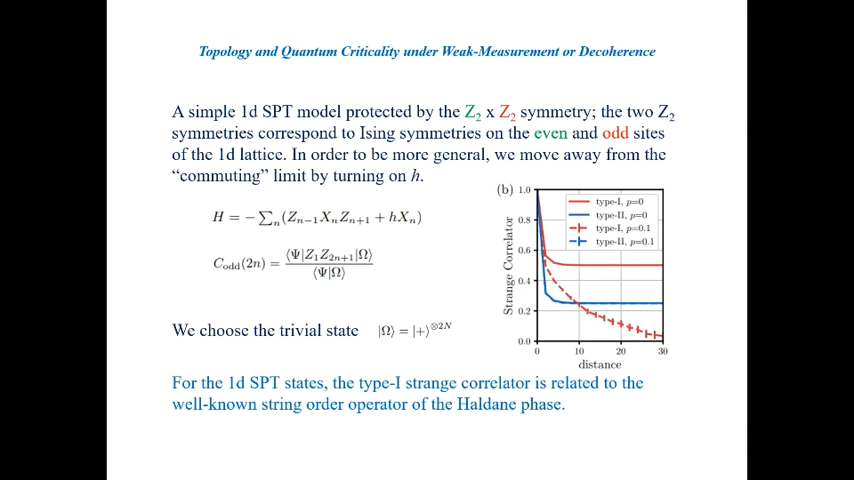 Topology and Quantum Criticality under Weak-Measurement or Decoherence
A simple 1d SPT model protected by the Z₂ x Z₂ symmetry; the two Z₂
symmetries correspond to Ising symmetries on the even and odd sites
of the 1d lattice. In order to be more general, we move away from the
“commuting” limit by turning on h.
H = −∑ₙ(Zₙ₋₁XₙZₙ₊₁ + hXₙ)
C_odd(2n) = ⟨Ψ|Z₁Z₂ₙ₊₁|Ω⟩ / ⟨Ψ|Ω⟩
We choose the trivial state |Ω⟩ = |+⟩^⊗2N
(b)
Strange Correlator
1.0
0.8
0.6
0.4
0.2
0.0
type-I, p=0
type-II, p=0
type-I, p=0.1
type-II, p=0.1
0 10 20 30
distance
For the 1d SPT states, the type-I strange correlator is related to the
well-known string order operator of the Haldane phase.